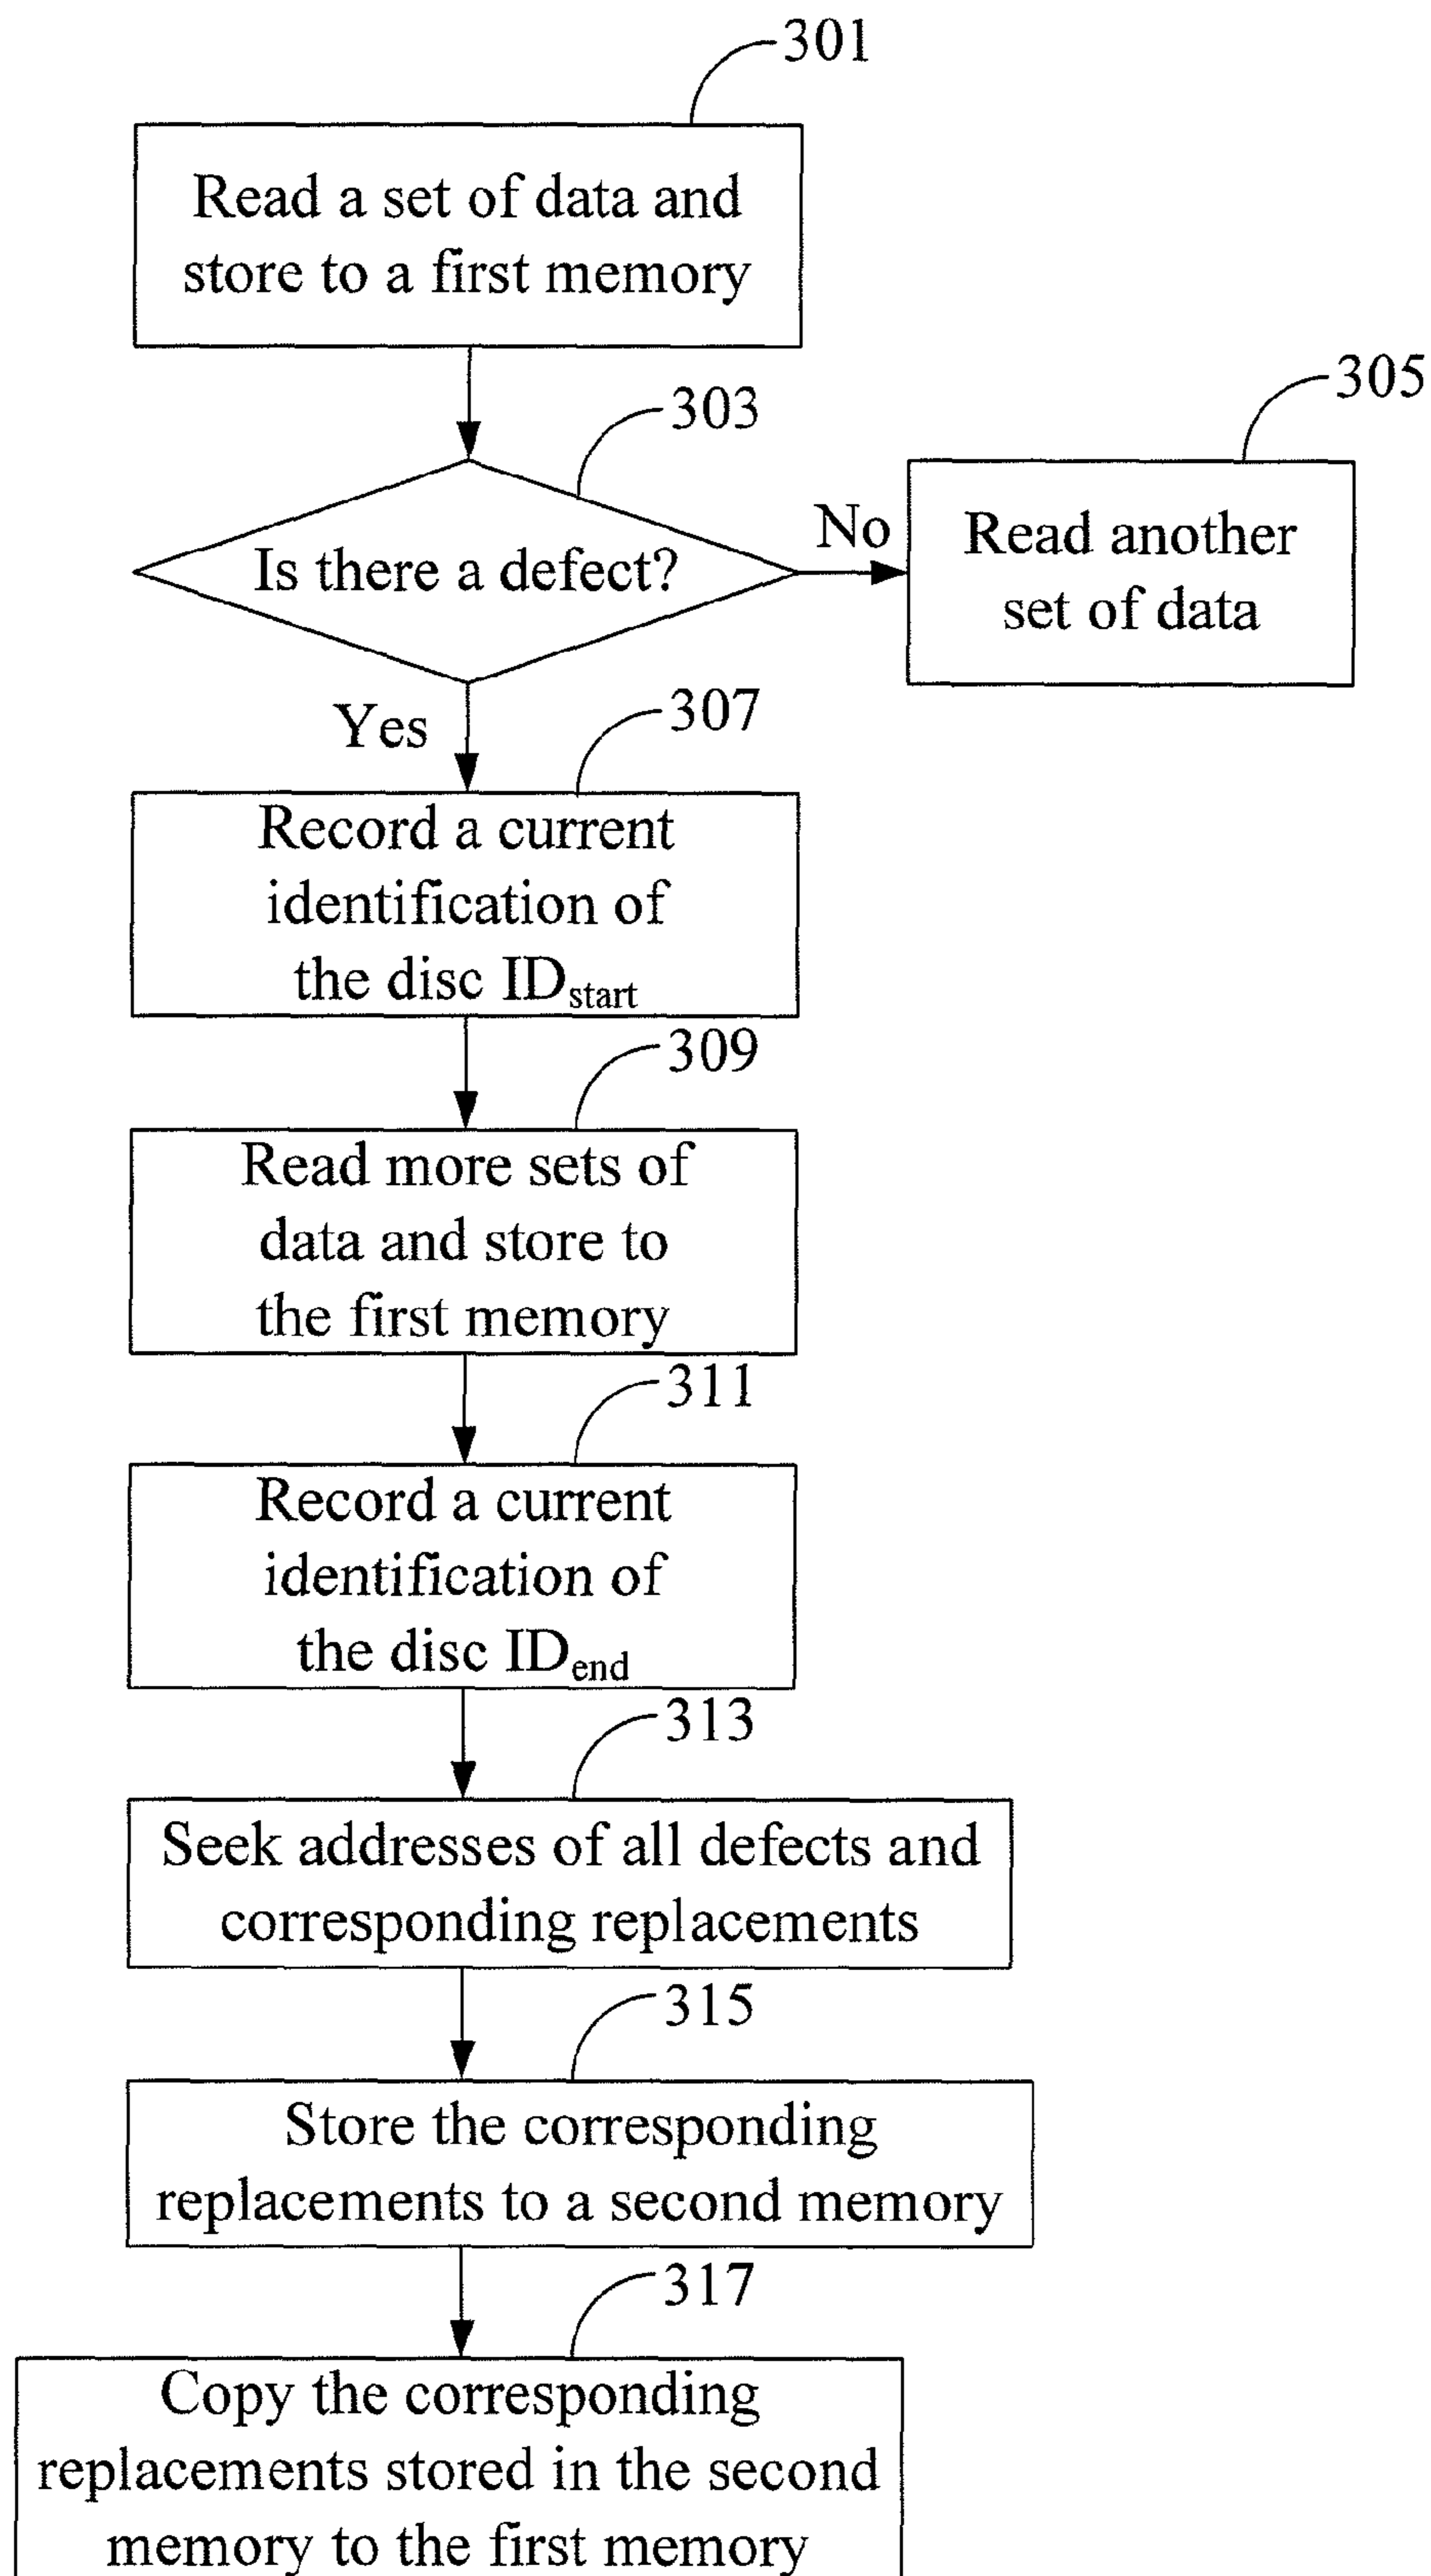 301
Read a set of data and
store to a first memory
303
305
Is there a defect?
No
Read another
set of data
Yes
307
Record a current
identification of
the disc IDstart
309
Read more sets of
data and store to
the first memory
311
Record a current
identification of
the disc IDend
313
Seek addresses of all defects and
corresponding replacements
315
Store the corresponding
replacements to a second memory
317
Copy the corresponding
replacements stored in the second
memory to the first memory